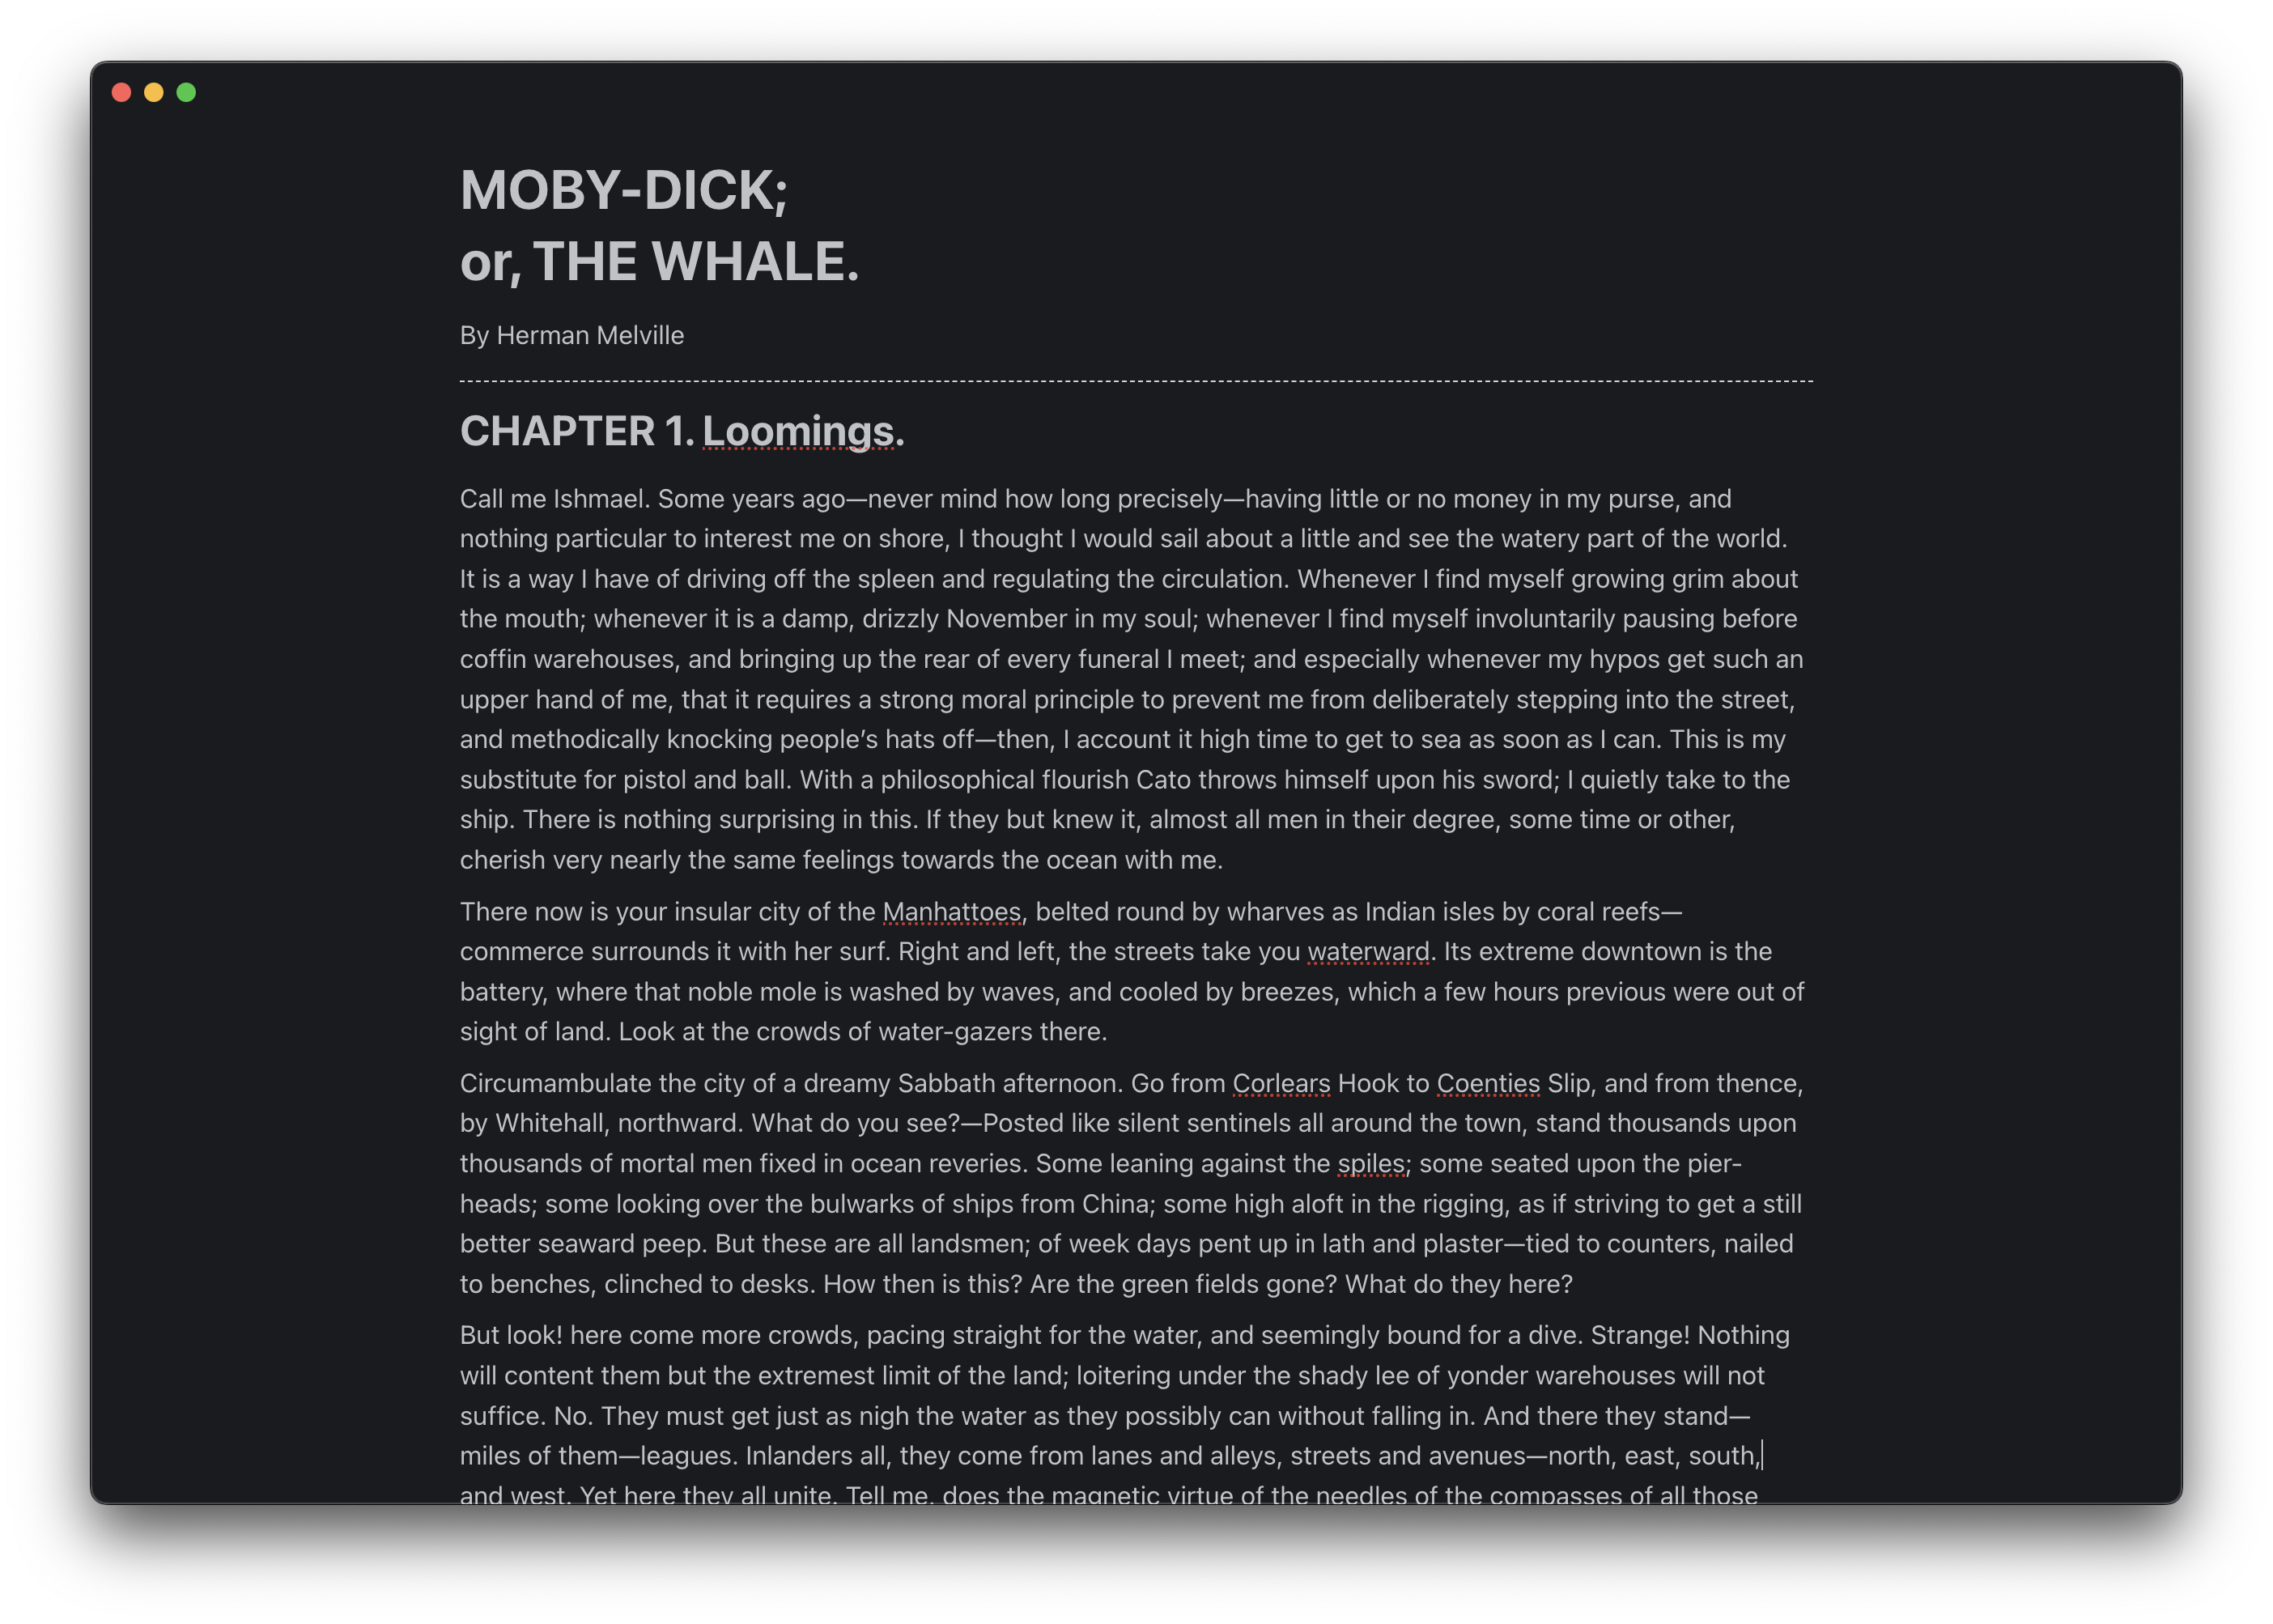 MOBY-DICK;
or, THE WHALE.
By Herman Melville
CHAPTER 1. Loomings.
Call me Ishmael. Some years ago—never mind how long precisely—having little or no money in my purse, and
nothing particular to interest me on shore, I thought I would sail about a little and see the watery part of the world.
It is a way I have of driving off the spleen and regulating the circulation. Whenever I find myself growing grim about
the mouth; whenever it is a damp, drizzly November in my soul; whenever I find myself involuntarily pausing before
coffin warehouses, and bringing up the rear of every funeral I meet; and especially whenever my hypos get such an
upper hand of me, that it requires a strong moral principle to prevent me from deliberately stepping into the street,
and methodically knocking people’s hats off—then, I account it high time to get to sea as soon as I can. This is my
substitute for pistol and ball. With a philosophical flourish Cato throws himself upon his sword; I quietly take to the
ship. There is nothing surprising in this. If they but knew it, almost all men in their degree, some time or other,
cherish very nearly the same feelings towards the ocean with me.
There now is your insular city of the Manhattoes, belted round by wharves as Indian isles by coral reefs—
commerce surrounds it with her surf. Right and left, the streets take you waterward. Its extreme downtown is the
battery, where that noble mole is washed by waves, and cooled by breezes, which a few hours previous were out of
sight of land. Look at the crowds of water-gazers there.
Circumambulate the city of a dreamy Sabbath afternoon. Go from Corlears Hook to Coenties Slip, and from thence,
by Whitehall, northward. What do you see?—Posted like silent sentinels all around the town, stand thousands upon
thousands of mortal men fixed in ocean reveries. Some leaning against the spiles; some seated upon the pier-
heads; some looking over the bulwarks of ships from China; some high aloft in the rigging, as if striving to get a still
better seaward peep. But these are all landsmen; of week days pent up in lath and plaster—tied to counters, nailed
to benches, clinched to desks. How then is this? Are the green fields gone? What do they here?
But look! here come more crowds, pacing straight for the water, and seemingly bound for a dive. Strange! Nothing
will content them but the extremest limit of the land; loitering under the shady lee of yonder warehouses will not
suffice. No. They must get just as nigh the water as they possibly can without falling in. And there they stand—
miles of them—leagues. Inlanders all, they come from lanes and alleys, streets and avenues—north, east, south,
and west. Yet here they all unite. Tell me, does the magnetic virtue of the needles of the compasses of all those